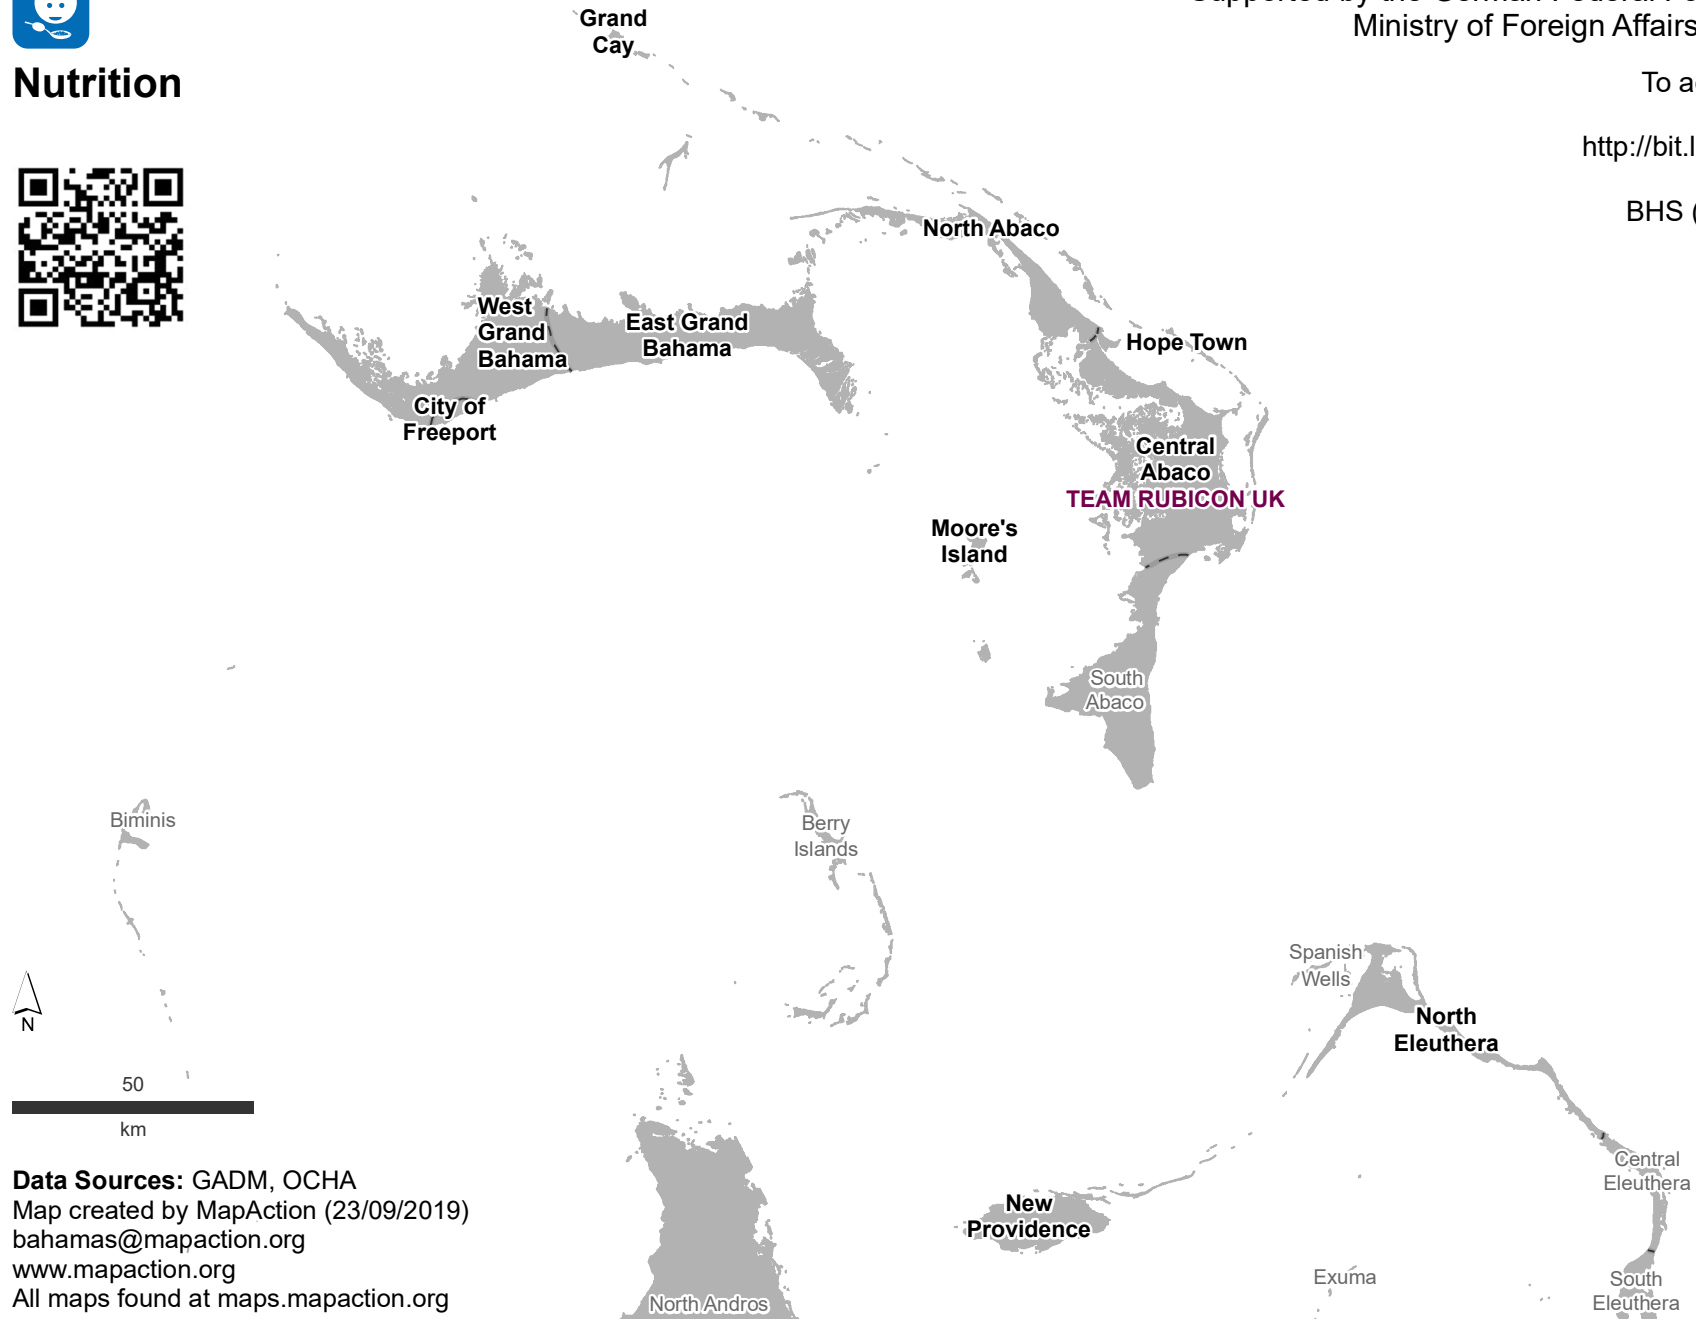 Grand
Cay
Ministry of Foreign Affairs
Nutrition
To a
http://bit.l
BHS (
North Abaco
West
Grand
Bahama
East Grand
Bahama
Hope Town
City of
Freeport
Central
Abaco
TEAM RUBICON UK
Moore's
Island
South
Abaco
Biminis
Berry
Islands
Spanish
Wells
North
Eleuthera
N
50
km
Central
Eleuthera
New
Providence
Exuma
South
Eleuthera
North Andros
Data Sources: GADM, OCHA
Map created by MapAction (23/09/2019)
bahamas@mapaction.org
www.mapaction.org
All maps found at maps.mapaction.org